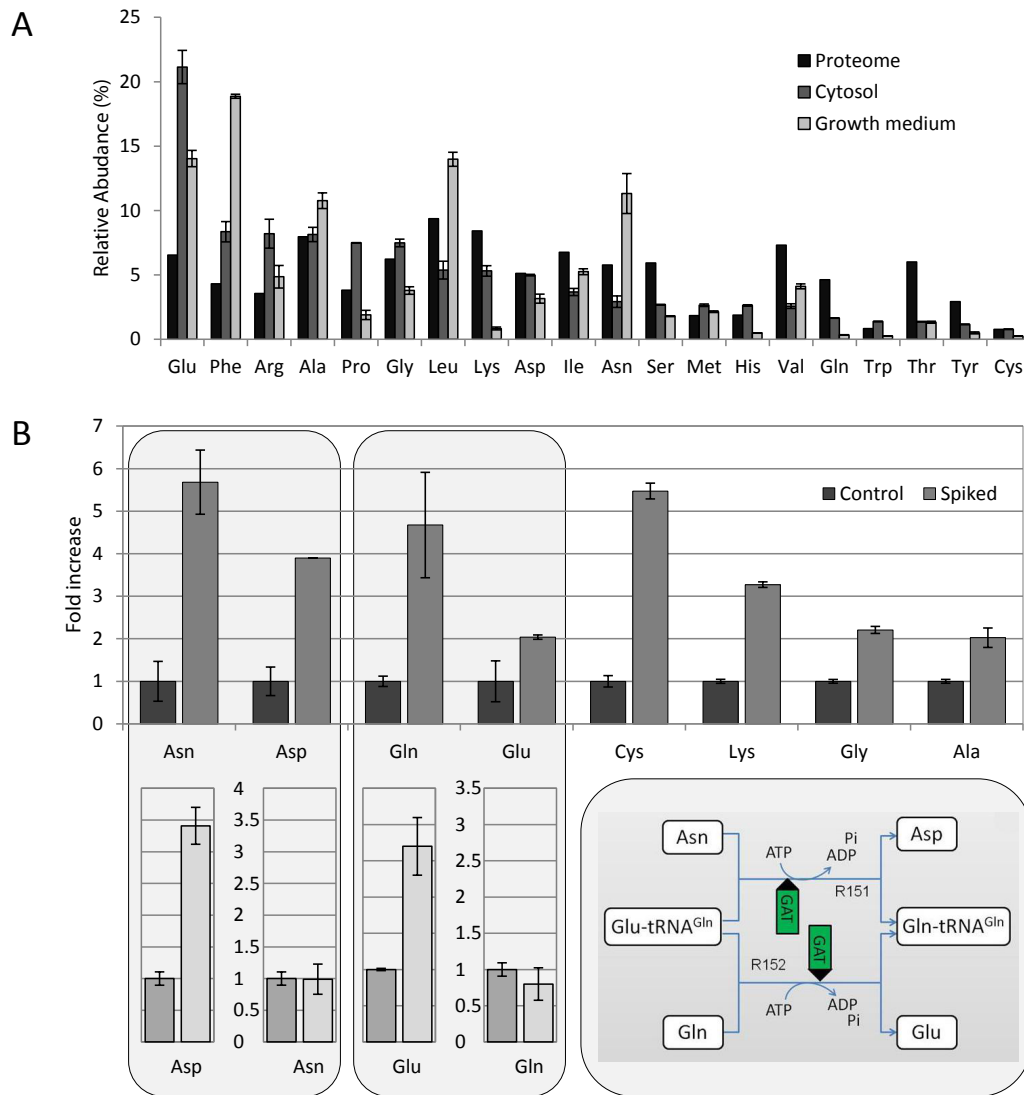 A
Relative Abudance (%)
25
20
15
10
5
0
Proteome
Cytosol
Growth medium
Glu Phe Arg Ala Pro Gly Leu Lys Asp Ile Asn Ser Met His Val Gln Trp Thr Tyr Cys
B
Fold increase
7
6
5
4
3
2
1
0
Control Spiked
Asn Asp Gln Glu Cys Lys Gly Ala
4
3.5
3
2.5
2
1.5
1
0.5
0
Asp Asn
3.5
3
2.5
2
1.5
1
0.5
0
Glu Gln
Asn
ATP
Pi
ADP
Asp
R151
GAT
Glu-tRNAGln
GAT
Gln-tRNAGln
R152
Gln
ATP
ADP
Pi
Glu